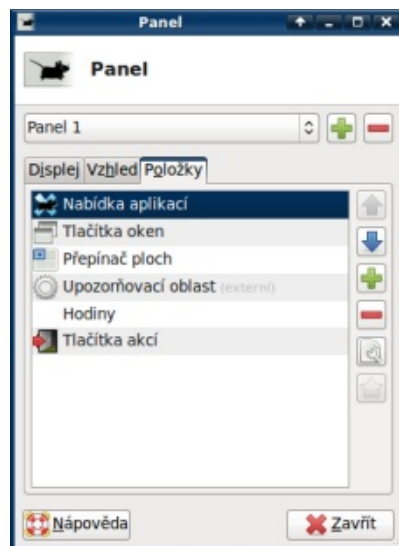 Panel
Panel
Panel 1
Displej Vzhled Položky
Nabídka aplikací
Tlačítka oken
Přepínač ploch
Upozorňovací oblast (externí)
Hodiny
Tlačítka akcí
Nápověda Zavřít